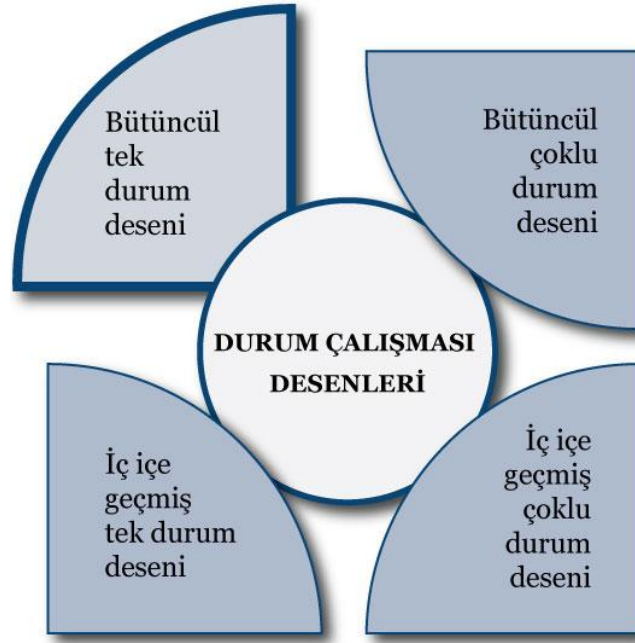 Bütüncül
tek
durum
deseni
Bütüncül
çoklu
durum
deseni
DURUM ÇALIŞMASI
DESENLERİ
İç içe
geçmiş
tek durum
deseni
İç içe
geçmiş
çoklu
durum
deseni